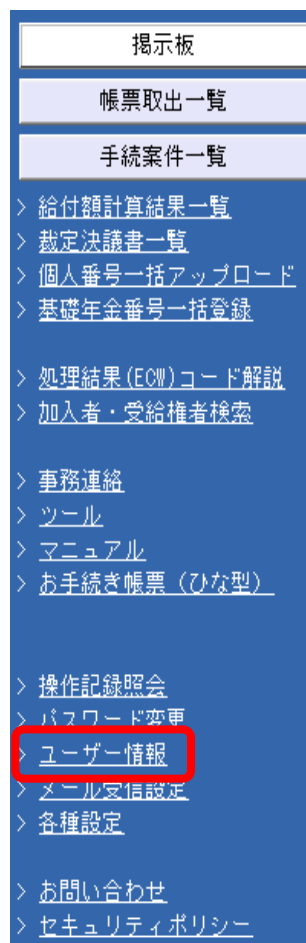 掲示板
帳票取出一覧
手続案件一覧
> 給付額計算結果一覧
> 裁定決議書一覧
> 個人番号一括アップロード
> 基礎年金番号一括登録
> 処理結果(ECW)コード解説
> 加入者・受給権者検索
> 事務連絡
> ツール
> マニュアル
> お手続き帳票（ひな型）
> 操作記録照会
> パスワード変更
> ユーザー情報
> メール受信設定
> 各種設定
> お問い合わせ
> セキュリティポリシー